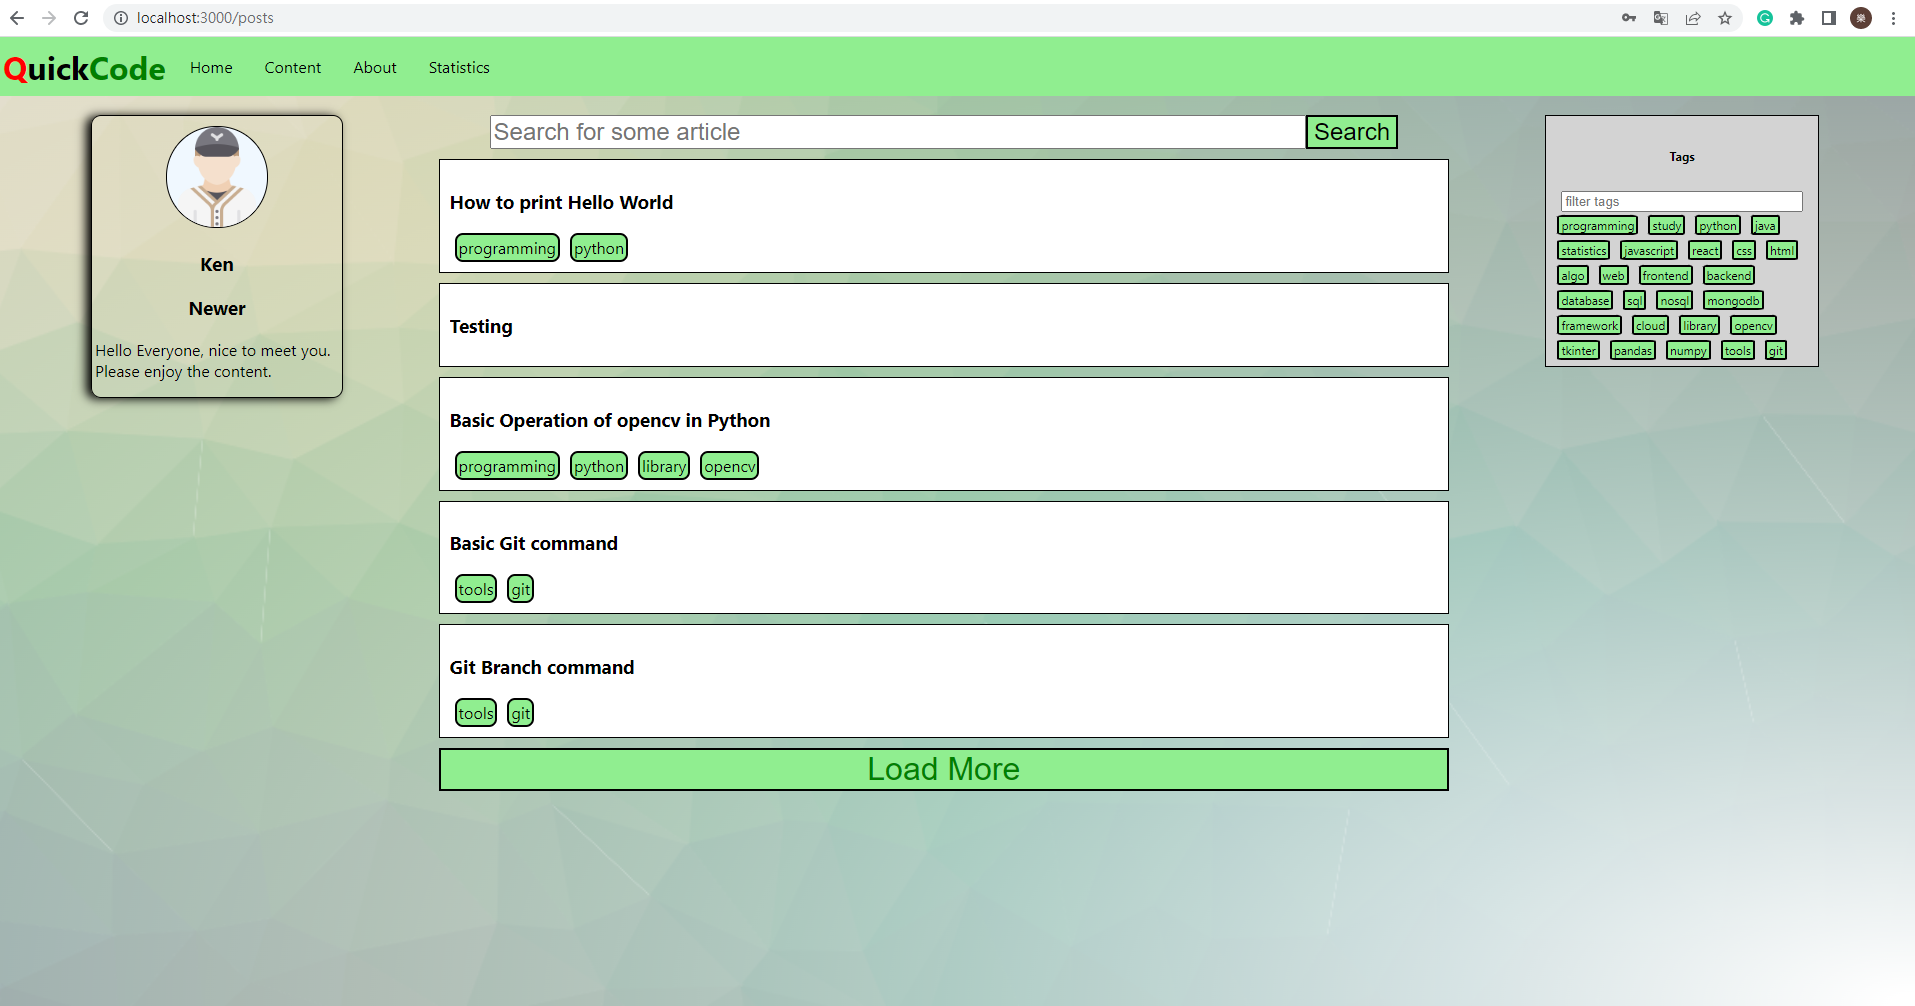 localhost:3000/posts
QuickCode Home Content About Statistics
Ken
Newer
Hello Everyone, nice to meet you.
Please enjoy the content.
Search for some article Search
How to print Hello World
programming python
Testing
Basic Operation of opencv in Python
programming python library opencv
Basic Git command
tools git
Git Branch command
tools git
Load More
Tags
filter tags
programming study python java
statistics javascript react css html
algo web frontend backend
database sql nosql mongodb
framework cloud library opencv
tkinter pandas numpy tools git